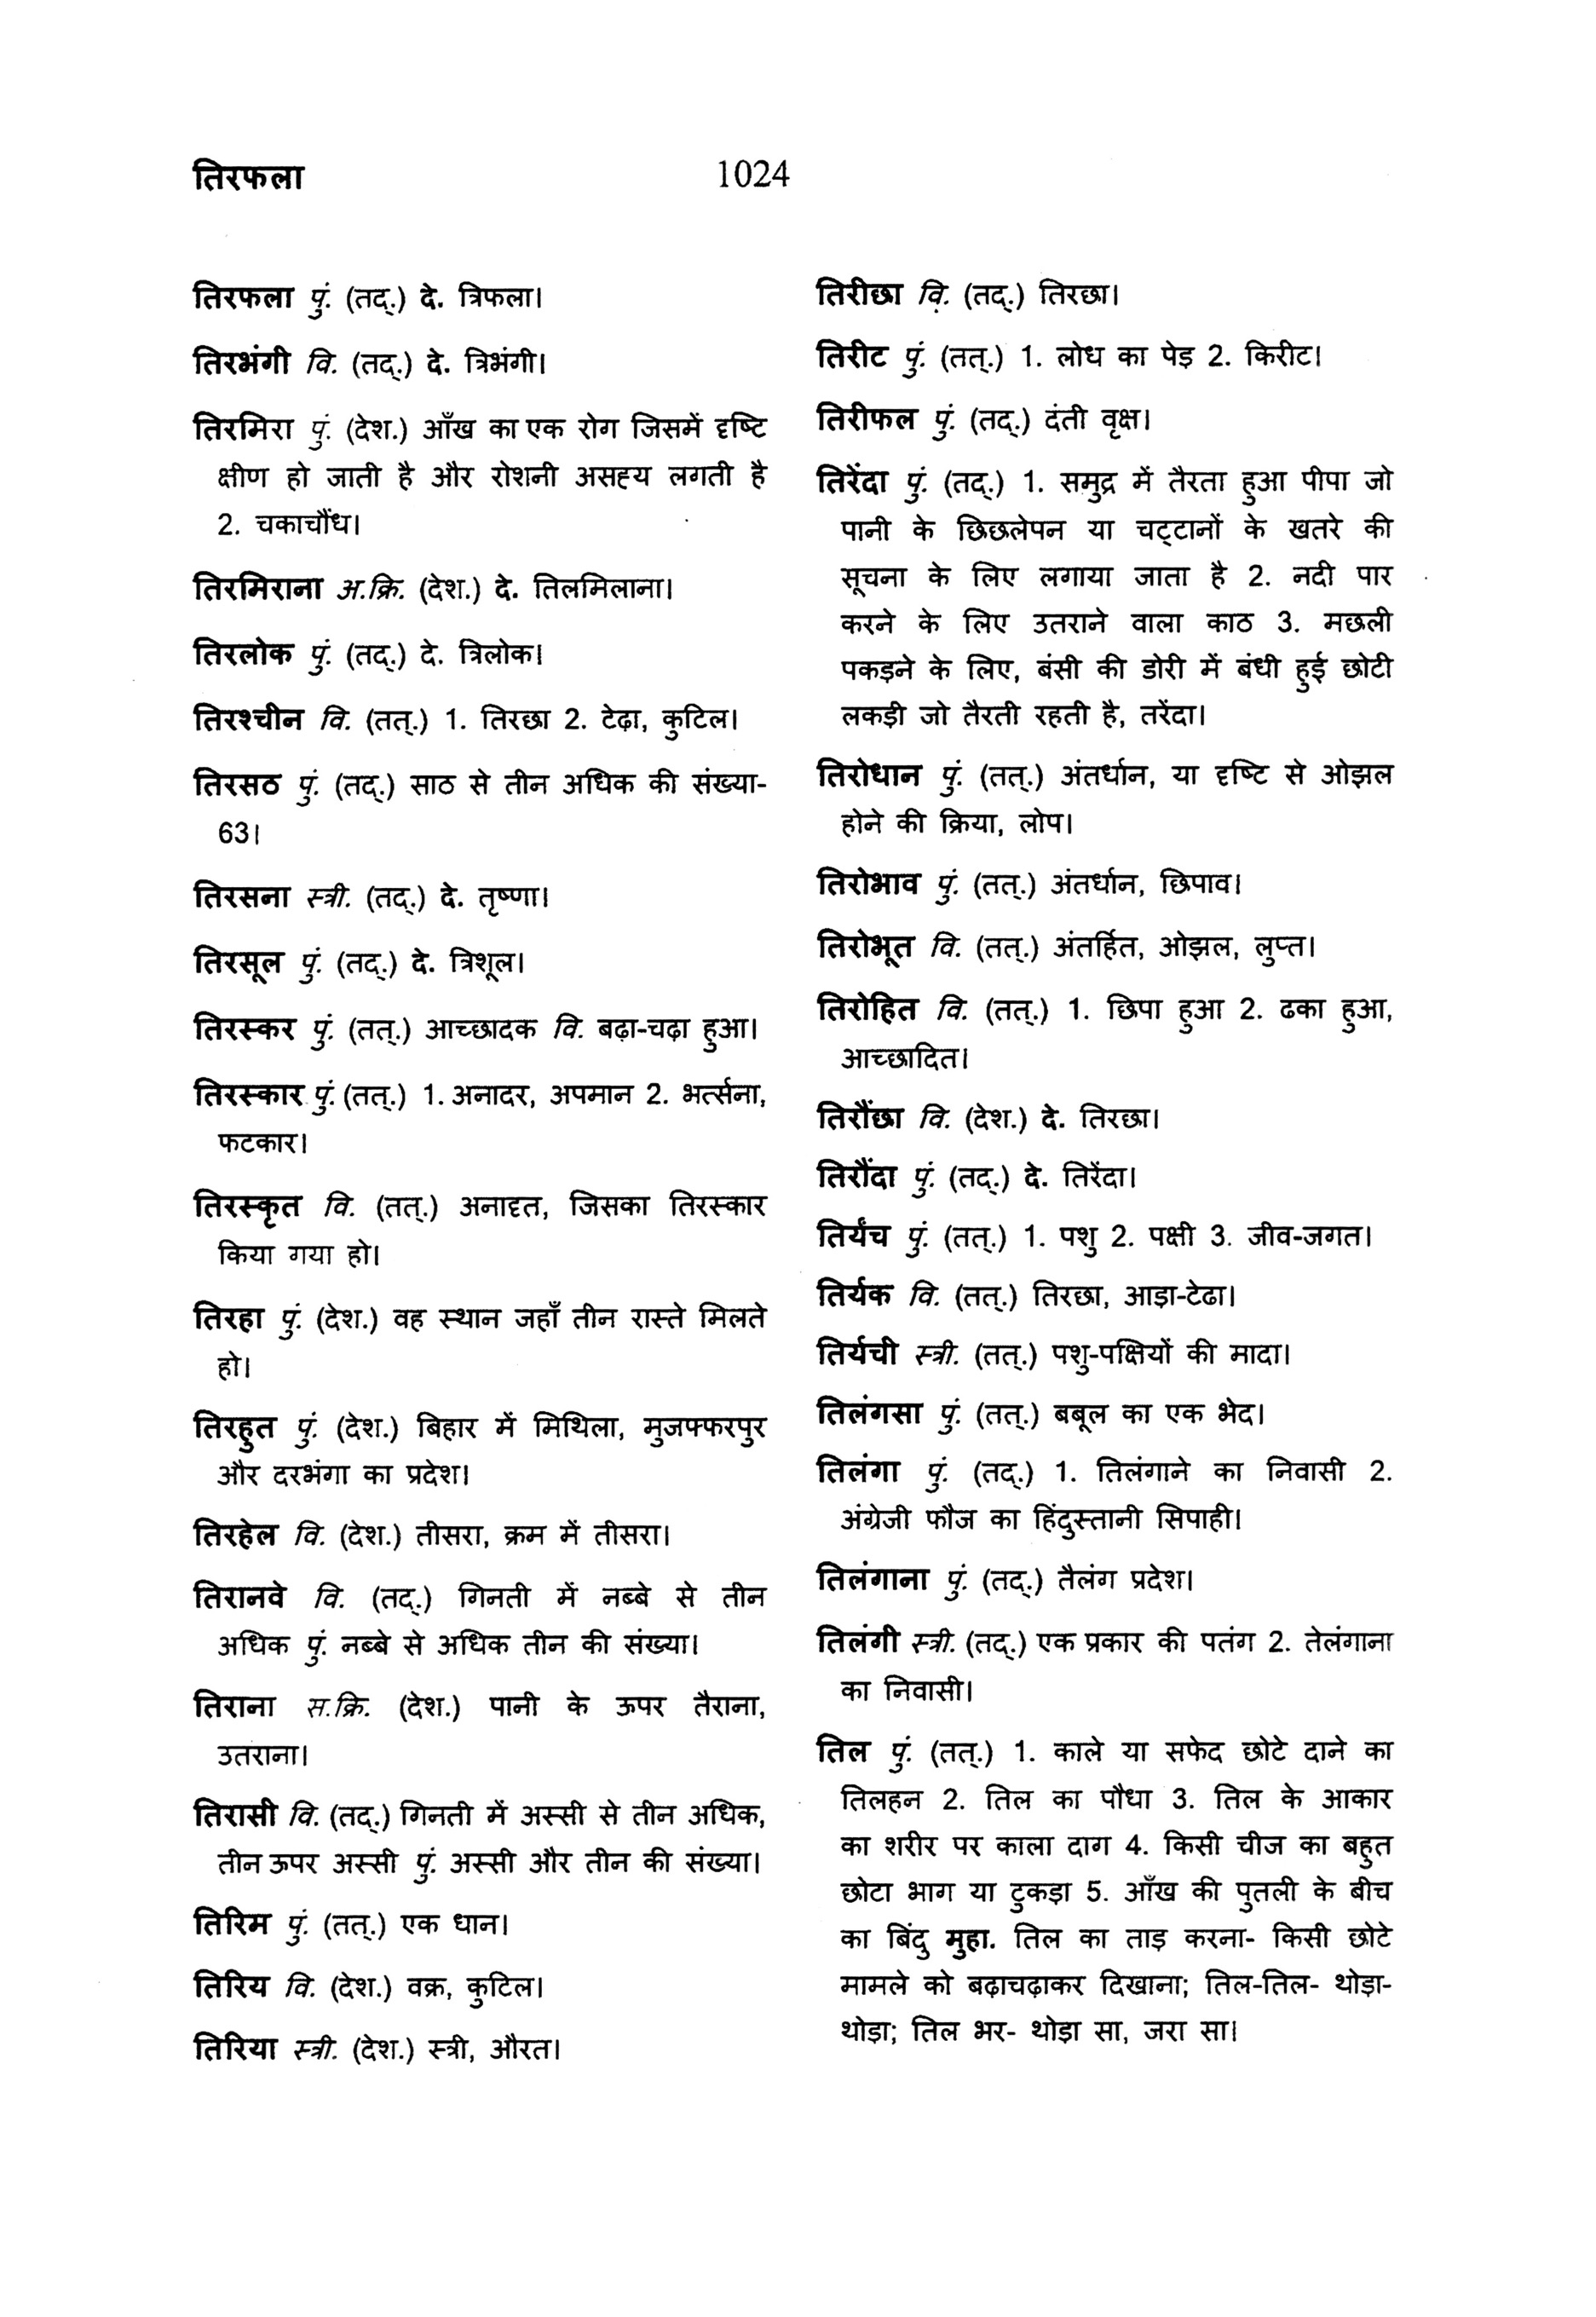 तिरफला
1024
तिरफला पुं. (तद्.) दे. त्रिफला।
तिरभंगी वि. (तद्.) दे. त्रिभंगी।
तिरमिरा पुं. (देश.) आँख का एक रोग जिसमें दृष्टि
क्षीण हो जाती है और रोशनी असह्य लगती है
2. चकाचौंध।
तिरमिराना अ.क्रि. (देश.) दे. तिलमिलाना।
तिरलोक पुं. (तद्.) दे. त्रिलोक।
तिरश्चीन वि. (तत्.) 1. तिरछा 2. टेढ़ा, कुटिल।
तिरसठ पुं. (तद्.) साठ से तीन अधिक की संख्या-
63।
तिरसना स्त्री. (तद्.) दे. तृष्णा।
तिरसूल पुं. (तद्.) दे. त्रिशूल।
तिरस्कर पुं. (तत्.) आच्छादक वि. बढ़ा-चढ़ा हुआ।
तिरस्कार पुं. (तत्.) 1. अनादर, अपमान 2. भर्त्सना,
फटकार।
तिरस्कृत वि. (तत्.) अनादृत, जिसका तिरस्कार
किया गया हो।
तिरहा पुं. (देश.) वह स्थान जहाँ तीन रास्ते मिलते
हो।
तिरहुत पुं. (देश.) बिहार में मिथिला, मुजफ्फरपुर
और दरभंगा का प्रदेश।
तिरहेल वि. (देश.) तीसरा, क्रम में तीसरा।
तिरानवे वि. (तद्.) गिनती में नब्बे से तीन
अधिक पुं. नब्बे से अधिक तीन की संख्या।
तिराना स.क्रि. (देश.) पानी के ऊपर तैराना,
उतराना।
तिरासी वि. (तद्.) गिनती में अस्सी से तीन अधिक,
तीन ऊपर अस्सी पुं. अस्सी और तीन की संख्या।
तिरिम पुं. (तत्.) एक धान।
तिरिय वि. (देश.) वक्र, कुटिल।
तिरिया स्त्री. (देश.) स्त्री, औरत।
तिरीछा वि. (तद्.) तिरछा।
तिरीट पुं. (तत्.) 1. लोध का पेड़ 2. किरीट।
तिरीफल पुं. (तद्.) दंती वृक्ष।
तिरेंदा पुं. (तद्.) 1. समुद्र में तैरता हुआ पीपा जो
पानी के छिछलेपन या चट्टानों के खतरे की
सूचना के लिए लगाया जाता है 2. नदी पार
करने के लिए उतराने वाला काठ 3. मछली
पकड़ने के लिए, बंसी की डोरी में बंधी हुई छोटी
लकड़ी जो तैरती रहती है, तरेंदा।
तिरोधान पुं. (तत्.) अंतर्धान, या दृष्टि से ओझल
होने की क्रिया, लोप।
तिरोभाव पुं. (तत्.) अंतर्धान, छिपाव।
तिरोभूत वि. (तत्.) अंतर्हित, ओझल, लुप्त।
तिरोहित वि. (तत्.) 1. छिपा हुआ 2. ढका हुआ,
आच्छादित।
तिरौंछा वि. (देश.) दे. तिरछा।
तिरौंदा पुं. (तद्.) दे. तिरेंदा।
तिर्यंच पुं. (तत्.) 1. पशु 2. पक्षी 3. जीव-जगत।
तिर्यक वि. (तत्.) तिरछा, आड़ा-टेढा।
तिर्यची स्त्री. (तत्.) पशु-पक्षियों की मादा।
तिलंगसा पुं. (तत्.) बबूल का एक भेद।
तिलंगा पुं. (तद्.) 1. तिलंगाने का निवासी 2.
अंग्रेजी फौज का हिंदुस्तानी सिपाही।
तिलंगाना पुं. (तद्.) तैलंग प्रदेश।
तिलंगी स्त्री. (तद्.) एक प्रकार की पतंग 2. तेलंगाना
का निवासी।
तिल पुं. (तत्.) 1. काले या सफेद छोटे दाने का
तिलहन 2. तिल का पौधा 3. तिल के आकार
का शरीर पर काला दाग 4. किसी चीज का बहुत
छोटा भाग या टुकड़ा 5. आँख की पुतली के बीच
का बिंदु मुहा. तिल का ताड़ करना- किसी छोटे
मामले को बढ़ाचढ़ाकर दिखाना; तिल-तिल- थोड़ा-
थोड़ा; तिल भर- थोड़ा सा, जरा सा।